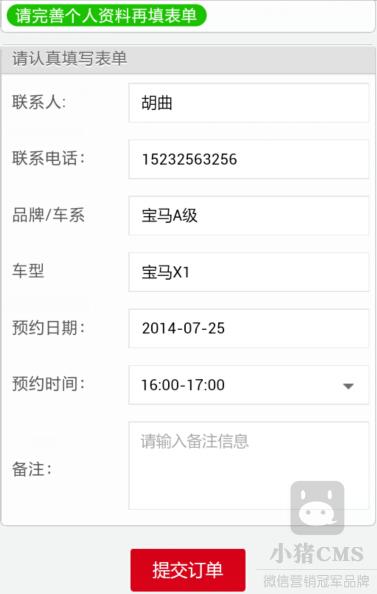 请完善个人资料再填表单
请认真填写表单
联系人: 胡曲
联系电话: 15232563256
品牌/车系 宝马A级
车型 宝马X1
预约日期: 2014-07-25
预约时间: 16:00-17:00
请输入备注信息
备注:
小猪CMS
提交订单
微信营销冠军品牌